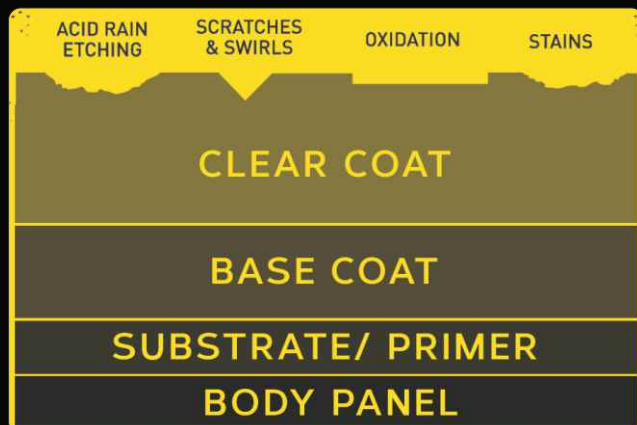 ACID RAIN
ETCHING
SCRATCHES
& SWIRLS
OXIDATION
STAINS
CLEAR COAT
BASE COAT
SUBSTRATE/ PRIMER
BODY PANEL